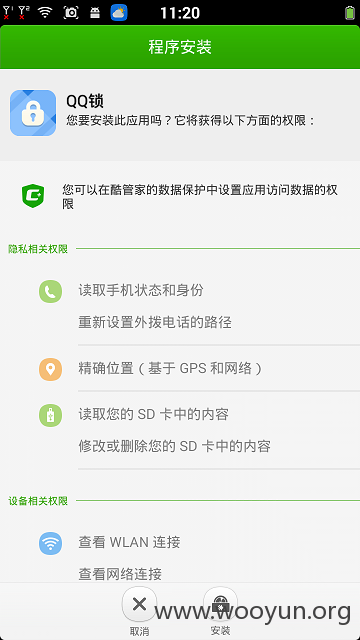 11:20
程序安装
QQ锁
您要安装此应用吗？它将获得以下方面的权限：
您可以在酷管家的数据保护中设置应用访问数据的权
限
隐私相关权限
读取手机状态和身份
重新设置外拨电话的路径
精确位置（基于 GPS 和网络）
读取您的 SD 卡中的内容
修改或删除您的 SD 卡中的内容
设备相关权限
查看 WLAN 连接
查看网络连接
取消
安装
www.wooyun.org